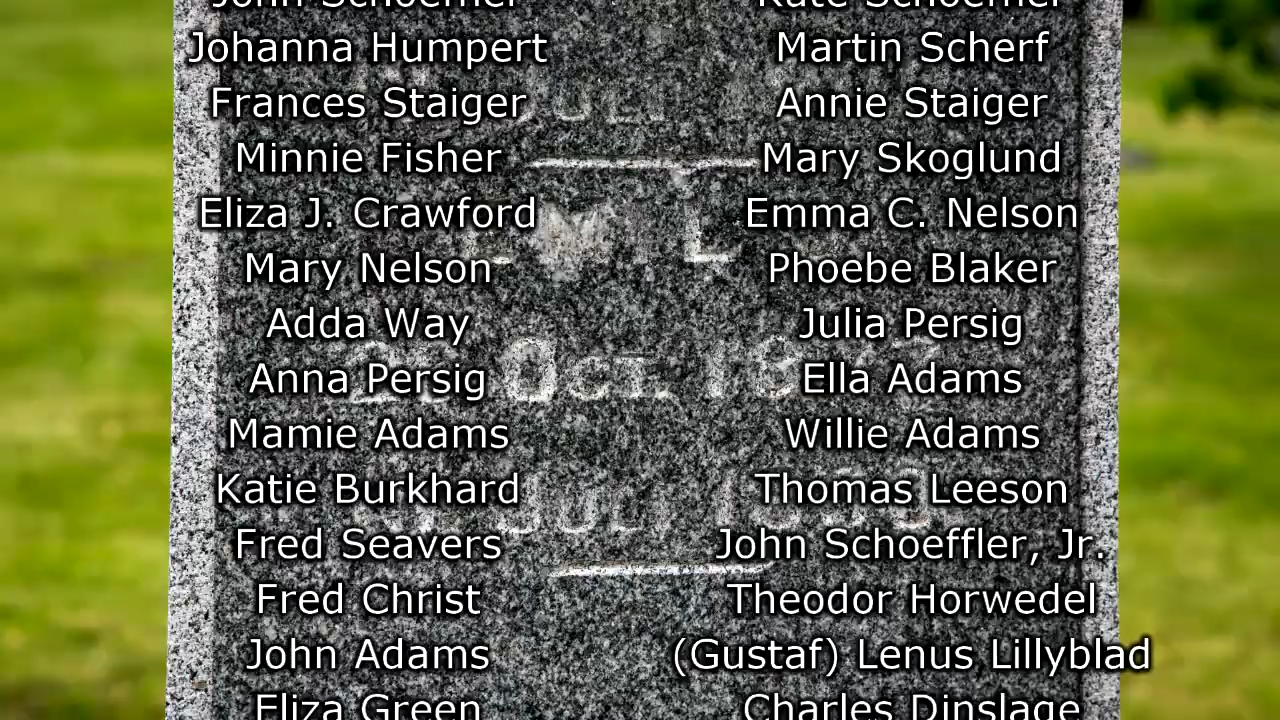 Johanna Humpert Martin Scherf
Frances Staiger Annie Staiger
Minnie Fisher Mary Skoglund
Eliza J. Crawford Emma C. Nelson
Mary Nelson Phoebe Blaker
Adda Way Julia Persig
Anna Persig Ella Adams
Mamie Adams Willie Adams
Katie Burkhard Thomas Leeson
Fred Seavers John Schoeffler, Jr.
Fred Christ Theodor Horwedel
John Adams (Gustaf) Lenus Lillyblad
Eliza Green Charles Dinslage